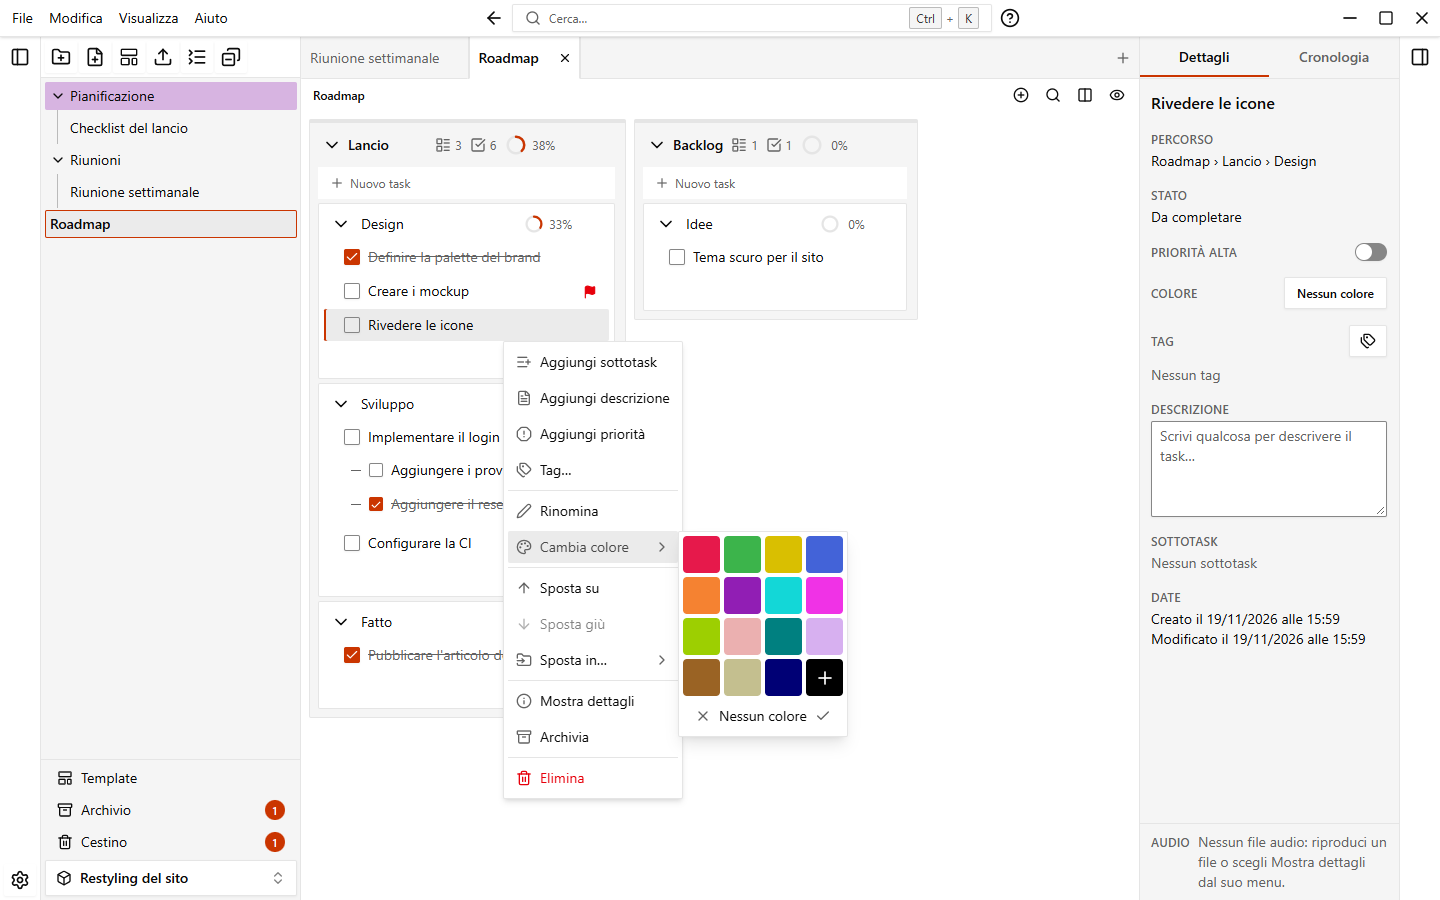 File Modifica Visualizza Aiuto
Cerca... Ctrl + K
Pianificazione
Checklist del lancio
Riunioni
Riunione settimanale
Roadmap
Template
Archivio 1
Cestino 1
Restyling del sito
Riunione settimanale Roadmap
Roadmap
Lancio 3 6 38%
Nuovo task
Design 33%
Definire la palette del brand
Creare i mockup
Rivedere le icone
Sviluppo
Implementare il login
Aggiungere i prov
Aggiungere il rese
Configurare la CI
Fatto
Pubblicare l'articolo d
Backlog 1 1 0%
Nuovo task
Idee 0%
Tema scuro per il sito
Aggiungi sottotask
Aggiungi descrizione
Aggiungi priorità
Tag...
Rinomina
Cambia colore
Sposta su
Sposta giù
Sposta in...
Mostra dettagli
Archivia
Elimina
Nessun colore
Dettagli Cronologia
Rivedere le icone
PERCORSO
Roadmap › Lancio › Design
STATO
Da completare
PRIORITÀ ALTA
COLORE Nessun colore
TAG
Nessun tag
DESCRIZIONE
Scrivi qualcosa per descrivere il
task...
SOTTOTASK
Nessun sottotask
DATE
Creato il 19/11/2026 alle 15:59
Modificato il 19/11/2026 alle 15:59
AUDIO Nessun file audio: riproduci un
file o scegli Mostra dettagli
dal suo menu.